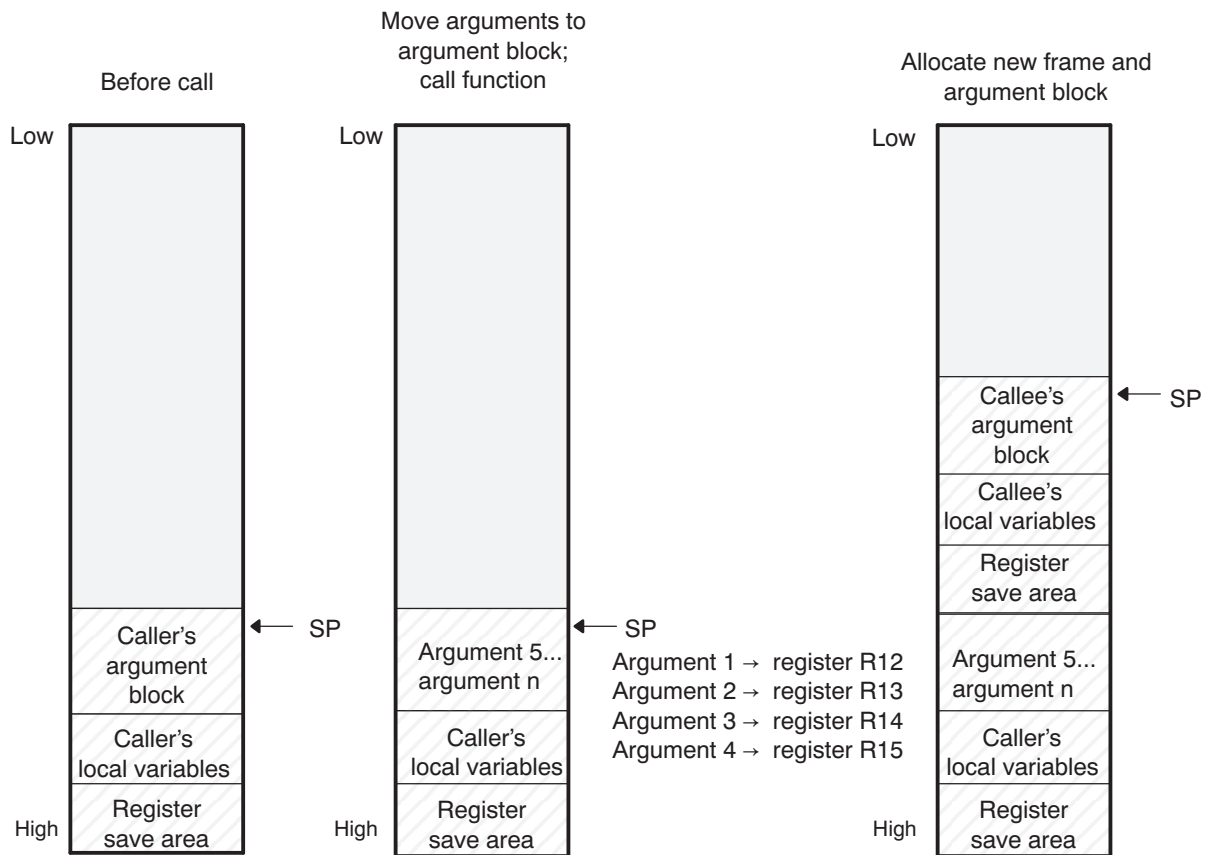 Before call
Low
SP
Caller's
argument
block
Caller's
local variables
Register
save area
High
Move arguments to
argument block;
call function
Low
SP
Argument 5...
argument n
Argument 1 → register R12
Argument 2 → register R13
Argument 3 → register R14
Argument 4 → register R15
Caller's
local variables
Register
save area
High
Allocate new frame and
argument block
Low
SP
Callee's
argument
block
Callee's
local variables
Register
save area
Argument 5...
argument n
Caller's
local variables
Register
save area
High